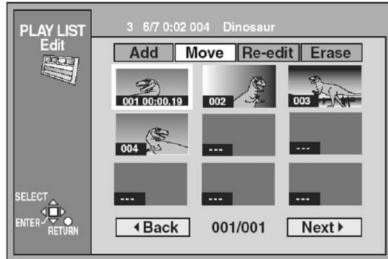 PLAY LIST
Edit
3 6/7 0:02 004 Dinosaur
Add Move Re-edit Erase
001 00:00.19 002 003
004 --- ---
--- --- ---
SELECT
ENTER RETURN
Back 001/001 Next